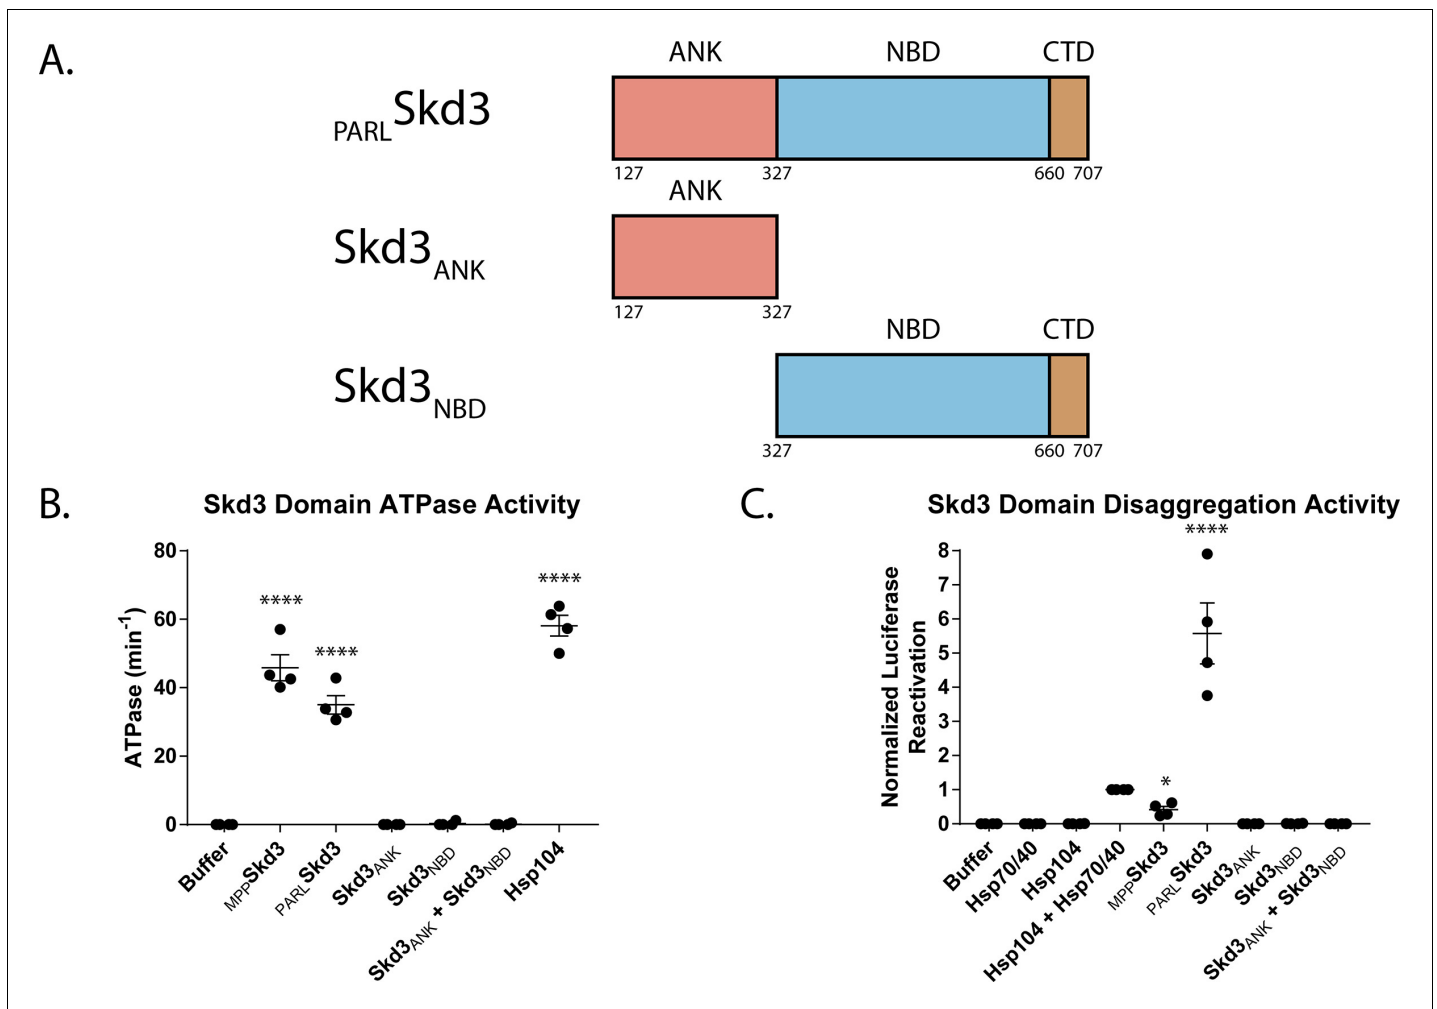 A.
ANK NBD CTD
PARLSkd3
127 327 660 707
ANK
Skd3ANK
127 327
NBD CTD
Skd3NBD
327 660 707
B.
Skd3 Domain ATPase Activity
ATPase (min-1)
80
60
40
20
0
****
****
****
Buffer
MPPSkd3
PARLSkd3
Skd3ANK
Skd3NBD
Skd3ANK + Skd3NBD
Hsp104
C.
Skd3 Domain Disaggregation Activity
Normalized Luciferase
Reactivation
8
7
6
5
4
3
2
1
0
*
****
Buffer
Hsp70/40
Hsp104
Hsp104 + Hsp70/40
MPPSkd3
PARLSkd3
Skd3ANK
Skd3NBD
Skd3ANK + Skd3NBD